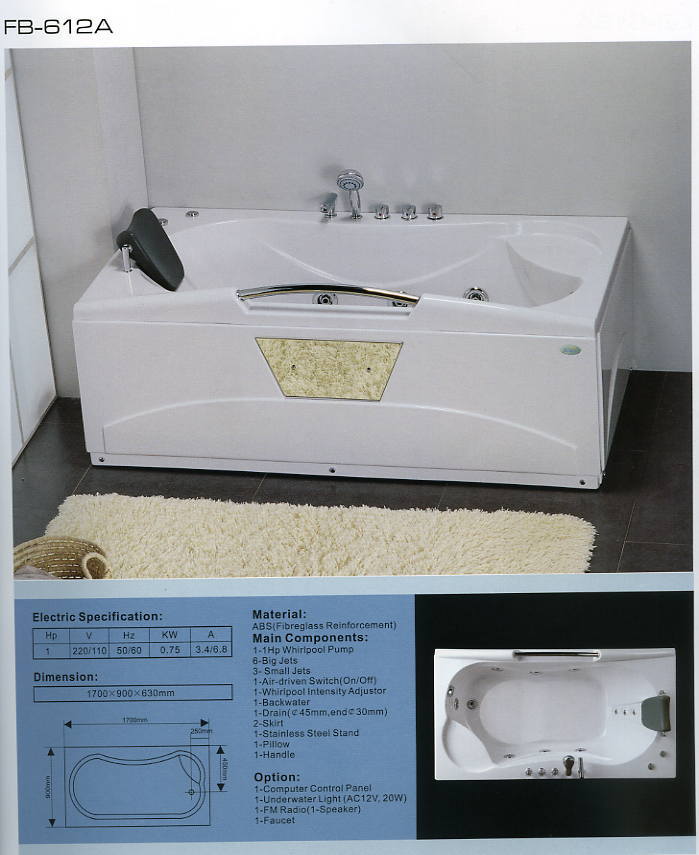 FB-612A
Electric Specification:
Hp V Hz KW A
1 220/110 50/60 0.75 3.4/6.8
Dimension:
1700×900×630mm
1700mm
250mm
450mm
900mm
Material:
ABS(Fibreglass Reinforcement)
Main Components:
1-1Hp Whirlpool Pump
6-Big Jets
3- Small Jets
1-Air-driven Switch(On/Off)
1-Whirlpool Intensity Adjustor
1-Backwater
1-Drain(¢45mm,end¢30mm)
2-Skirt
1-Stainless Steel Stand
1-Pillow
1-Handle
Option:
1-Computer Control Panel
1-Underwater Light (AC12V, 20W)
1-FM Radio(1-Speaker)
1-Faucet